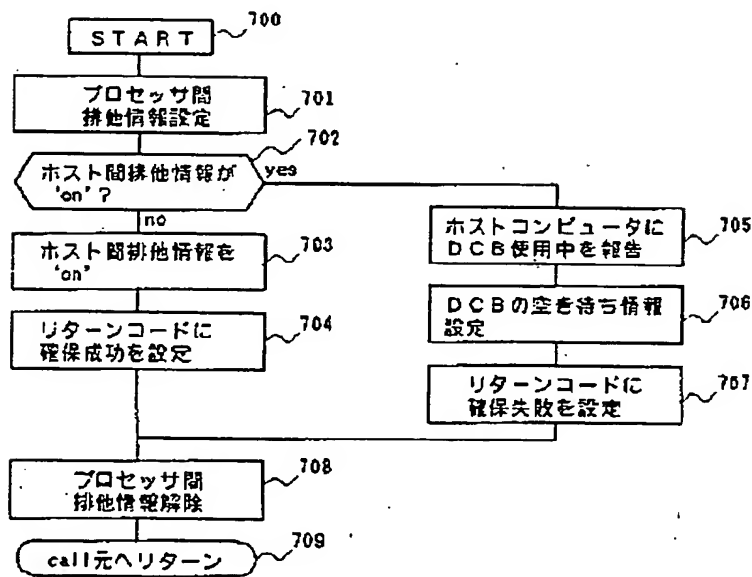 START
700
プロセッサ間
排他情報設定
701
ホスト間排他情報が
'on'?
702
yes
no
ホスト間排他情報を
'on'
703
リターンコードに
確保成功を設定
704
ホストコンピュータに
DCB使用中を報告
705
DCBの空き待ち情報
設定
706
リターンコードに
確保失敗を設定
707
プロセッサ間
排他情報解除
708
call元へリターン
709